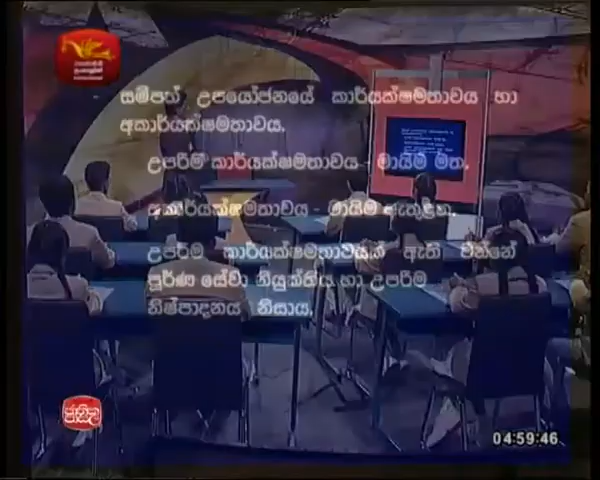 සම්පත් උපයෝජනයේ කාර්යක්ෂමතාවය හා
අකාර්යක්ෂමතාවය.
උපරිම කාර්යක්ෂමතාවය - මායිම මත.
අකාර්යක්ෂමතාවය - මායිම ඇතුළත.
උපරිම කාර්යක්ෂමතාවයක් ඇති වන්නේ
පූර්ණ සේවා නියුක්තිය හා උපරිම
නිෂ්පාදනය නිසාය.
04:59:46